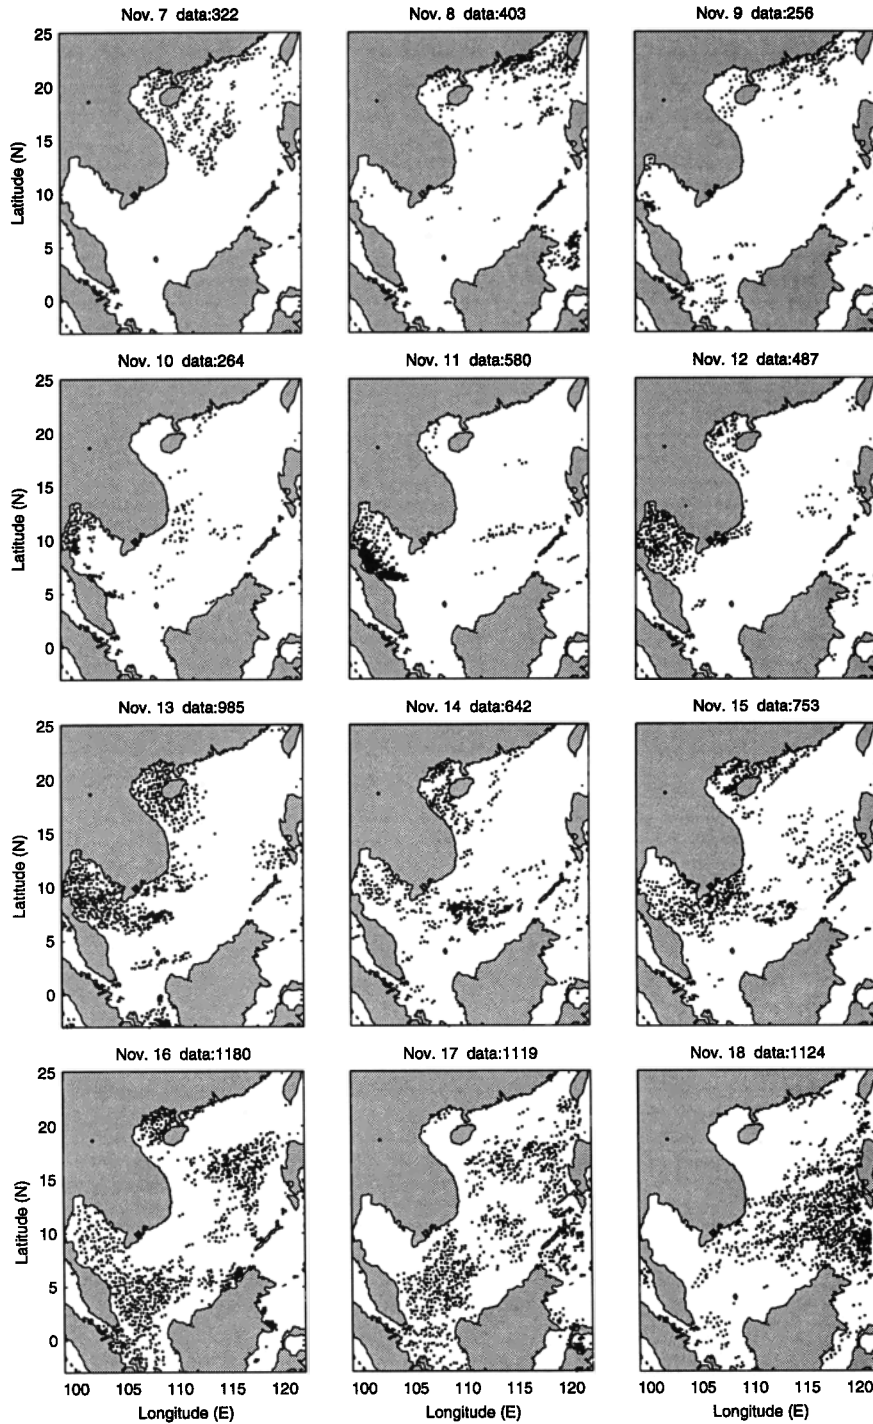 Nov. 7 data:322 Nov. 8 data:403 Nov. 9 data:256
25
20
15
10
5
0
Latitude (N)
Nov. 10 data:264 Nov. 11 data:580 Nov. 12 data:487
25
20
15
10
5
0
Latitude (N)
Nov. 13 data:985 Nov. 14 data:642 Nov. 15 data:753
25
20
15
10
5
0
Latitude (N)
Nov. 16 data:1180 Nov. 17 data:1119 Nov. 18 data:1124
25
20
15
10
5
0
Latitude (N)
100 105 110 115 120 100 105 110 115 120 100 105 110 115 120
Longitude (E) Longitude (E) Longitude (E)